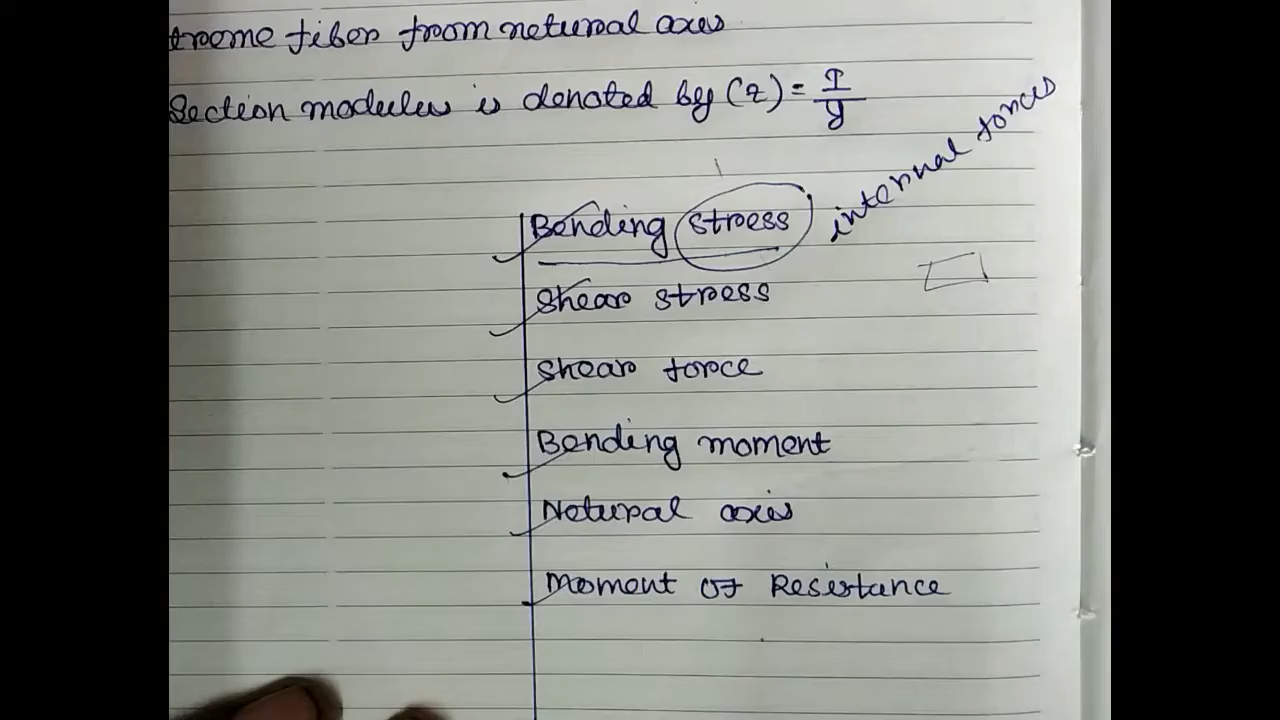 treme fiber from netural axis
Section modulus is denoted by (z) = I/y
Bending stress internal forces
Shear stress
Shear force
Bending moment
Netural axis
Moment of Resistance